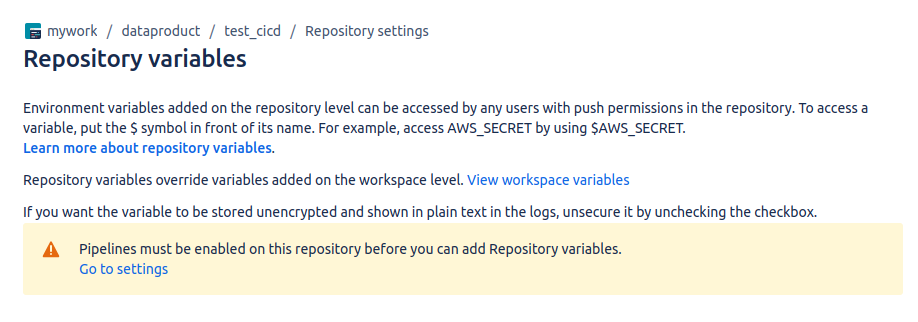 mywork / dataproduct / test_cicd / Repository settings
Repository variables
Environment variables added on the repository level can be accessed by any users with push permissions in the repository. To access a
variable, put the $ symbol in front of its name. For example, access AWS_SECRET by using $AWS_SECRET.
Learn more about repository variables.
Repository variables override variables added on the workspace level. View workspace variables
If you want the variable to be stored unencrypted and shown in plain text in the logs, unsecure it by unchecking the checkbox.
Pipelines must be enabled on this repository before you can add Repository variables.
Go to settings